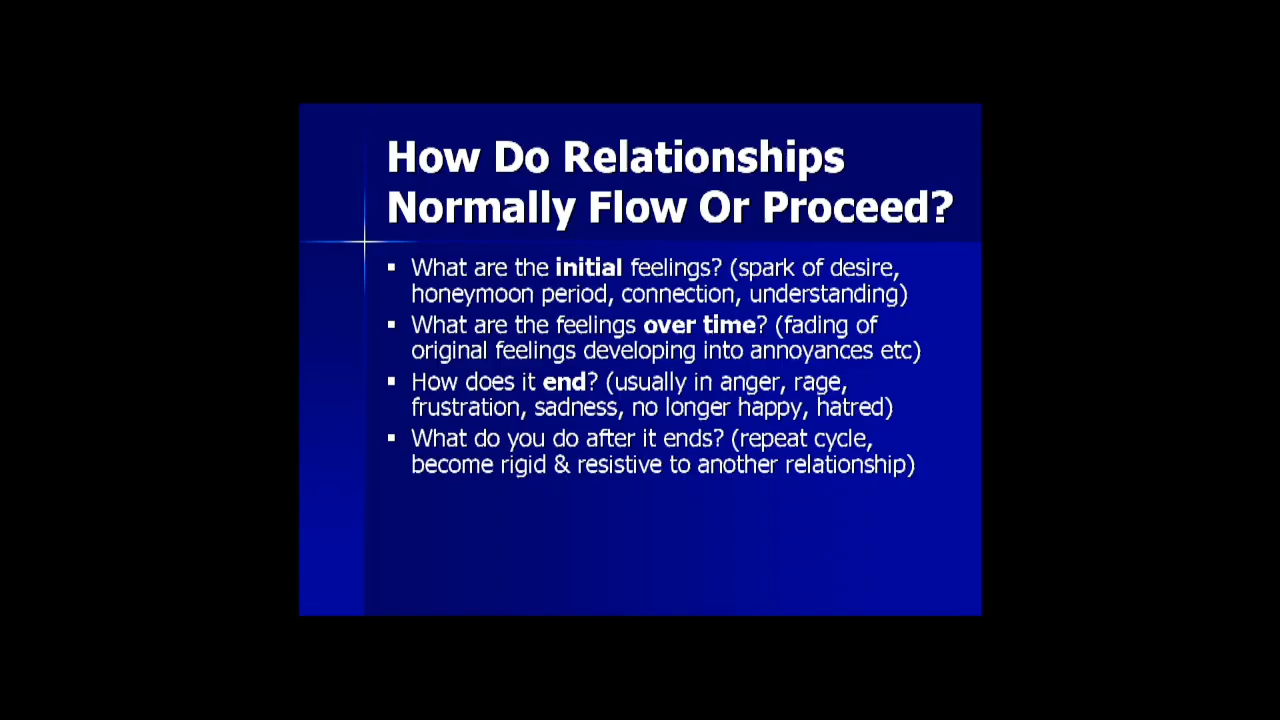 How Do Relationships
Normally Flow Or Proceed?
▪ What are the initial feelings? (spark of desire,
honeymoon period, connection, understanding)
▪ What are the feelings over time? (fading of
original feelings developing into annoyances etc)
▪ How does it end? (usually in anger, rage,
frustration, sadness, no longer happy, hatred)
▪ What do you do after it ends? (repeat cycle,
become rigid & resistive to another relationship)